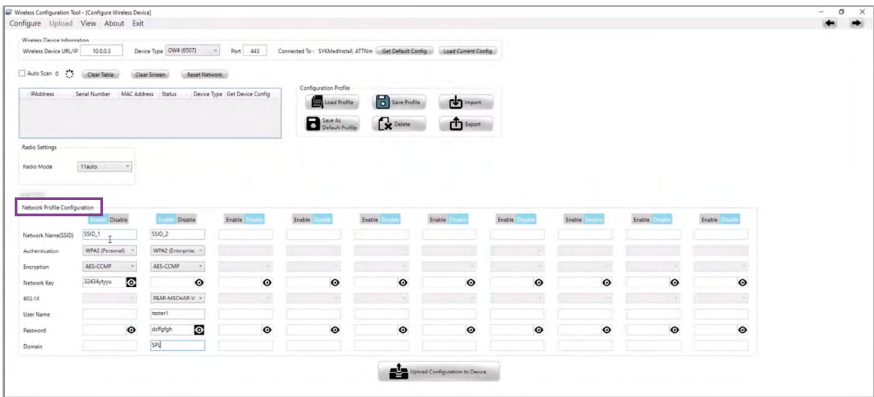 Wireless Configuration Tool - [Configure Wireless Device]
Configure Upload View About Exit
Wireless Device Information
Wireless Device URL/IP 10.0.0.3 Device Type OW4 (6507) Port 443 Connected To : SYKMedInstall, ATTNm Get Default Config Load Current Config
Auto Scan 0 Clear Table Clear Screen Reset Network
IPAddress Serial Number MAC Address Status Device Type Get Device Config
Configuration Profile
Load Profile Save Profile Import
Save As Default Profile Delete Export
Radio Settings
Radio Mode 11auto
Network Profile Configuration
Enable Disable Enable Disable Enable Disable Enable Disable Enable Disable Enable Disable Enable Disable Enable Disable Enable Disable Enable Disable
Network Name(SSID) SSID_1 SSID_2
Authentication WPA2 (Personal) WPA2 (Enterprise
Encryption AES-CCMP AES-CCMP
Network Key 32434ytyyu
802.1X PEAP-MSCHAP-V
User Name tester1
Password dsffgfgh
Domain SPL
Upload Configuration to Device